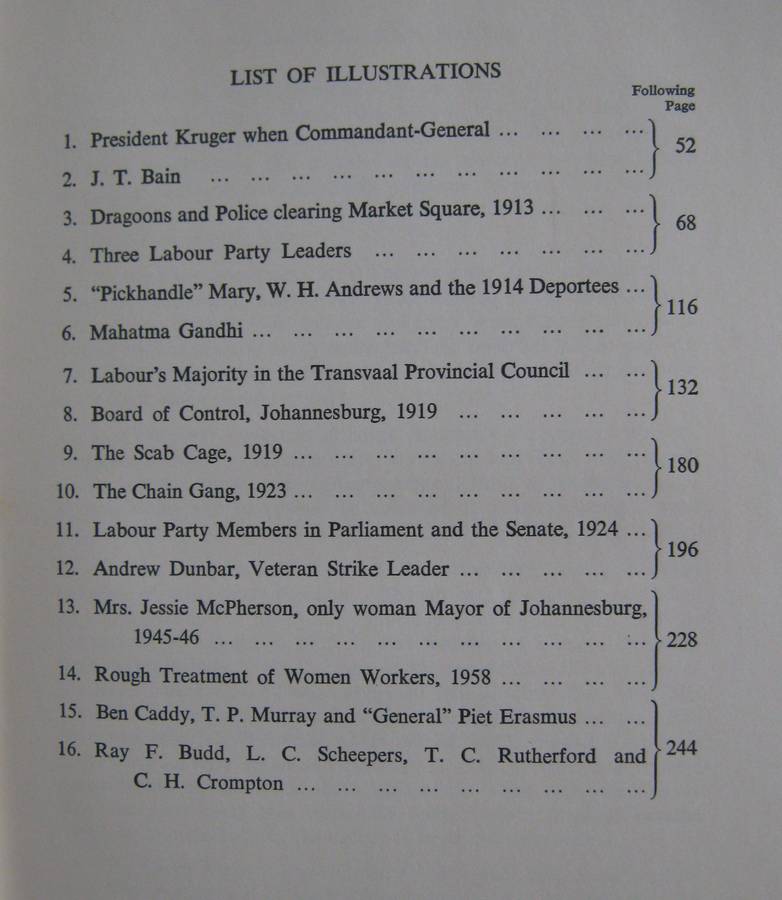 LIST OF ILLUSTRATIONS
Following
Page
1. President Kruger when Commandant-General ... ... ... ...
52
2. J. T. Bain ... ... ... ... ... ... ... ... ... ... ...
3. Dragoons and Police clearing Market Square, 1913 ... ... ...
68
4. Three Labour Party Leaders ... ... ... ... ... ... ...
5. “Pickhandle” Mary, W. H. Andrews and the 1914 Deportees ...
116
6. Mahatma Gandhi ... ... ... ... ... ... ... ... ... ...
7. Labour’s Majority in the Transvaal Provincial Council ... ...
132
8. Board of Control, Johannesburg, 1919 ... ... ... ... ...
9. The Scab Cage, 1919 ... ... ... ... ... ... ... ... ...
180
10. The Chain Gang, 1923 ... ... ... ... ... ... ... ... ...
11. Labour Party Members in Parliament and the Senate, 1924 ...
196
12. Andrew Dunbar, Veteran Strike Leader ... ... ... ... ...
13. Mrs. Jessie McPherson, only woman Mayor of Johannesburg,
1945-46 ... ... ... ... ... ... ... ... ... ... ... 228
14. Rough Treatment of Women Workers, 1958 ... ... ... ...
15. Ben Caddy, T. P. Murray and “General” Piet Erasmus ... ...
16. Ray F. Budd, L. C. Scheepers, T. C. Rutherford and 244
C. H. Crompton ... ... ... ... ... ... ... ... ...